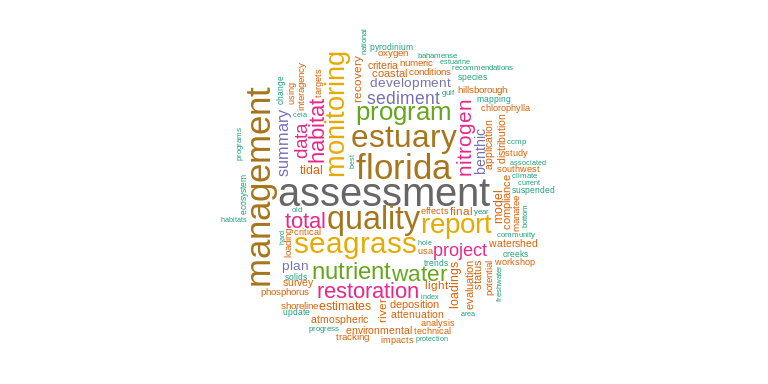 national
pyrodinium
bahamense
oxygen
estuarine
criteria
numeric
recommendations
coastal
conditions
species
recovery
targets
interagency
using
change
monitoring
development
hillsborough
sediment
gulf
mapping
chlorophylla
program
management
summary
data
habitat
ceia
nitrogen
benthic
application
distribution
ccmp
programs
estuary
best
study
tidal
florida
associated
southwest
climate
current
suspended
ecosystem
assessment
model
compliance
manatee
bottom
habitats
old
total
quality
effects
final
year
report
critical
loading
hard
community
seagrass
hole
usa
project
watershed
creeks
plan
nutrient
water
trends
workshop
solids
survey
light
loadings
evaluation
status
potential
freshwater
phosphorus
restoration
index
shoreline
estimates
river
deposition
update
atmospheric
attenuation
area
progress
environmental
analysis
technical
tracking
impacts
protection